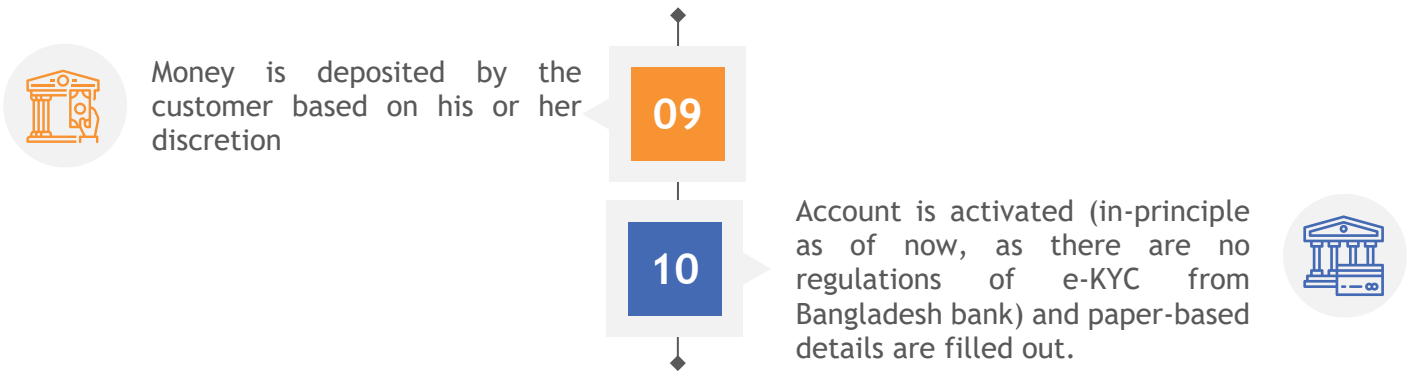 Money is deposited by the
customer based on his or her
discretion
09
10
Account is activated (in-principle
as of now, as there are no
regulations of e-KYC from
Bangladesh bank) and paper-based
details are filled out.